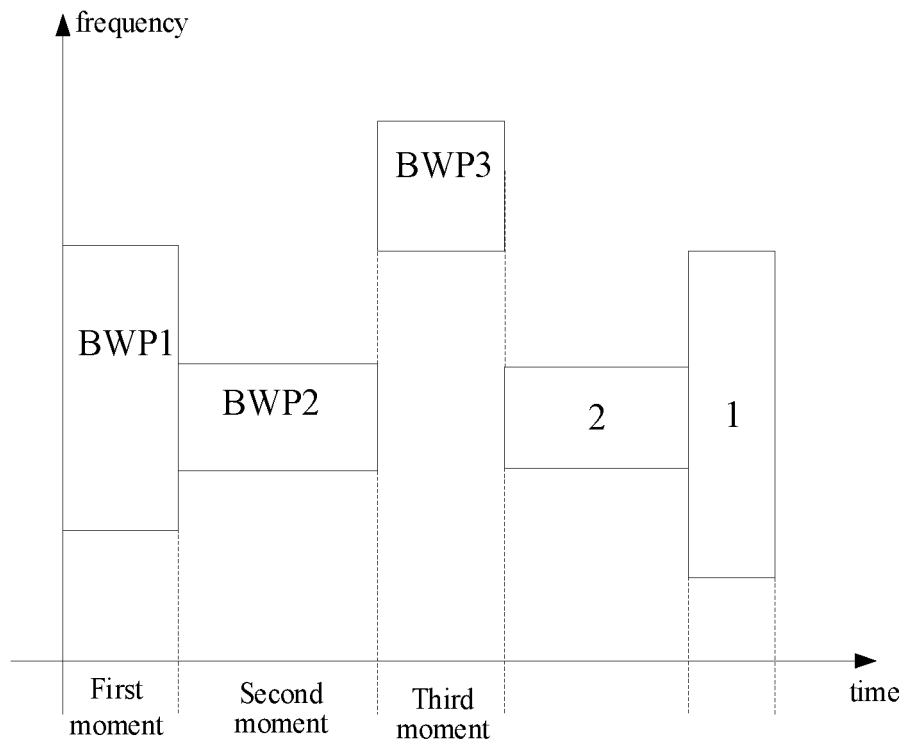 frequency
BWP3
BWP1
BWP2
2
1
First
moment
Second
moment
Third
moment
time